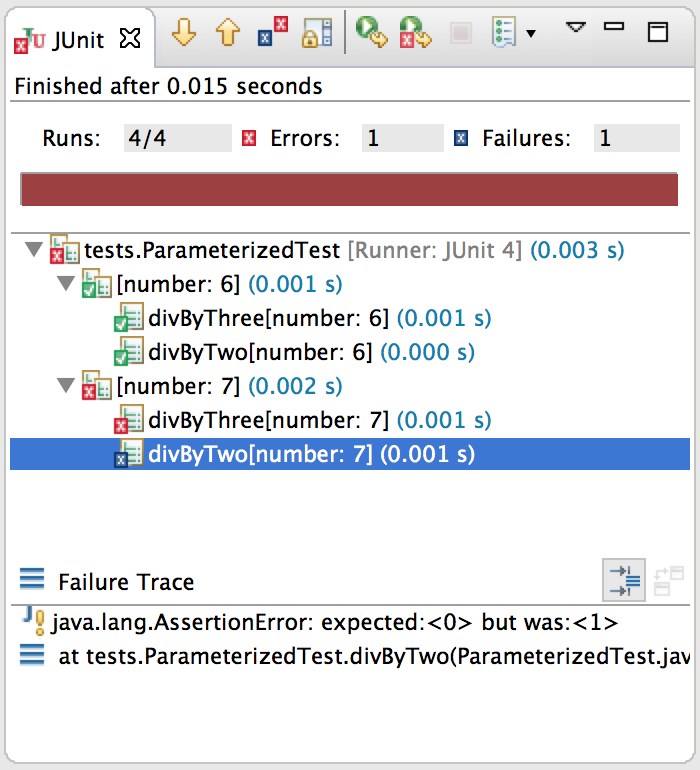 JUnit
Finished after 0.015 seconds
Runs: 4/4 Errors: 1 Failures: 1
tests.ParameterizedTest [Runner: JUnit 4] (0.003 s)
[number: 6] (0.001 s)
divByThree[number: 6] (0.001 s)
divByTwo[number: 6] (0.000 s)
[number: 7] (0.002 s)
divByThree[number: 7] (0.001 s)
divByTwo[number: 7] (0.001 s)
Failure Trace
java.lang.AssertionError: expected:<0> but was:<1>
at tests.ParameterizedTest.divByTwo(ParameterizedTest.jav